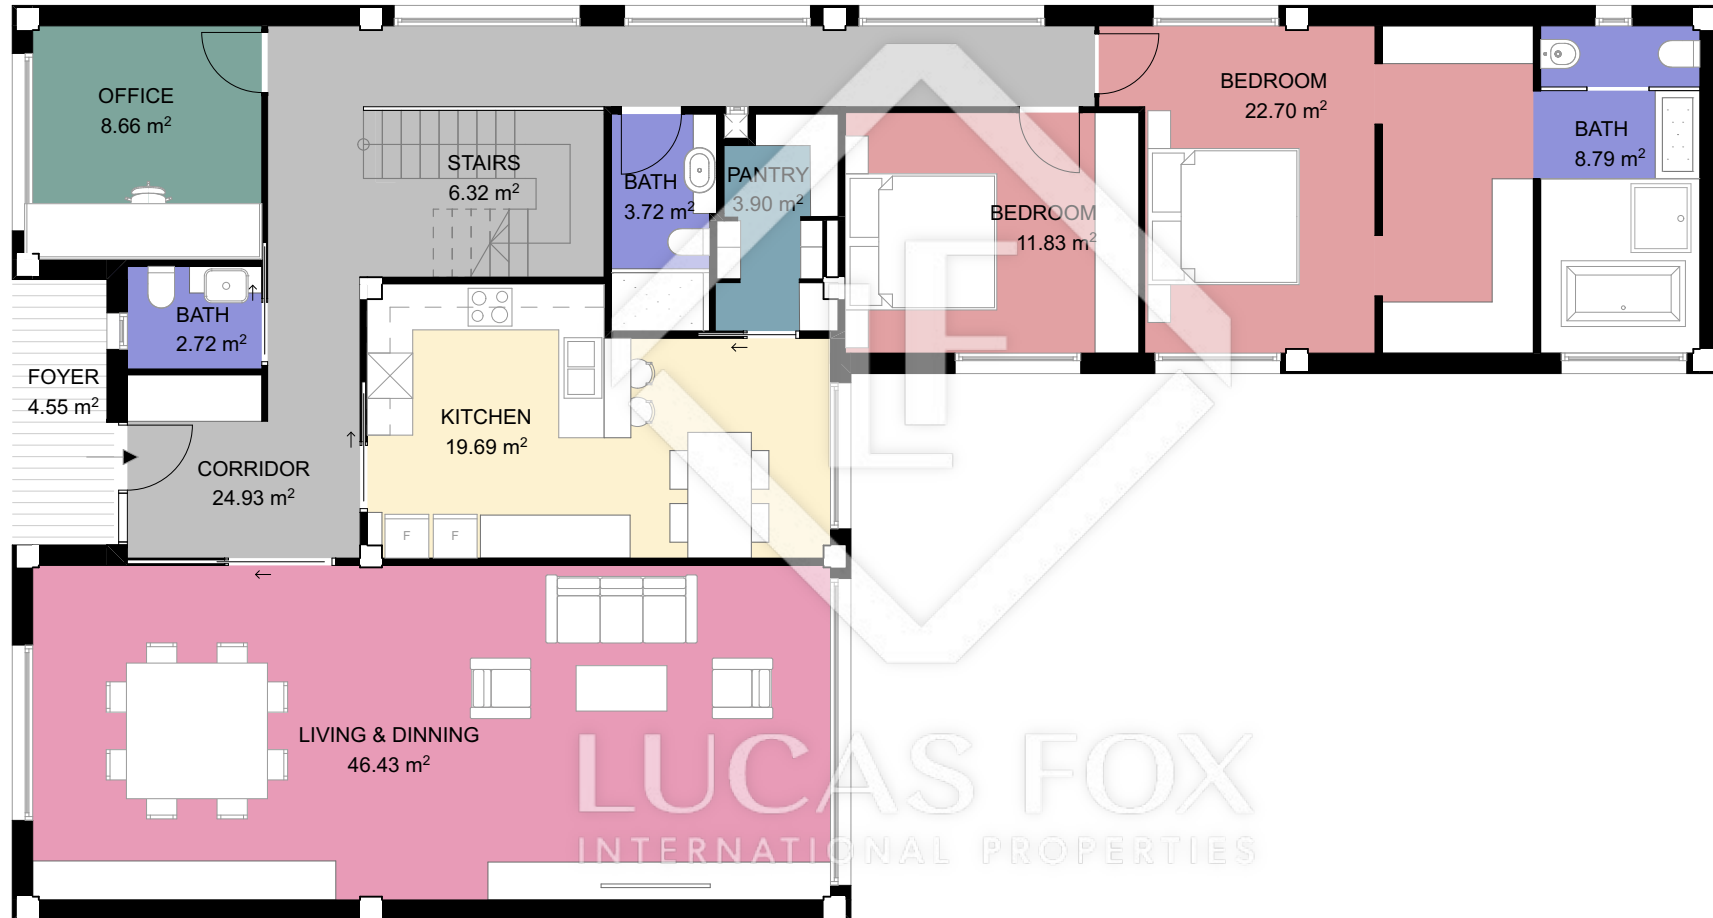 OFFICE
8.66 m²
STAIRS
6.32 m²
BATH
3.72 m²
PANTRY
3.90 m²
BEDROOM
11.83 m²
BEDROOM
22.70 m²
BATH
8.79 m²
BATH
2.72 m²
FOYER
4.55 m²
CORRIDOR
24.93 m²
KITCHEN
19.69 m²
F
F
LIVING & DINNING
46.43 m²
LF
LUCAS FOX
INTERNATIONAL PROPERTIES